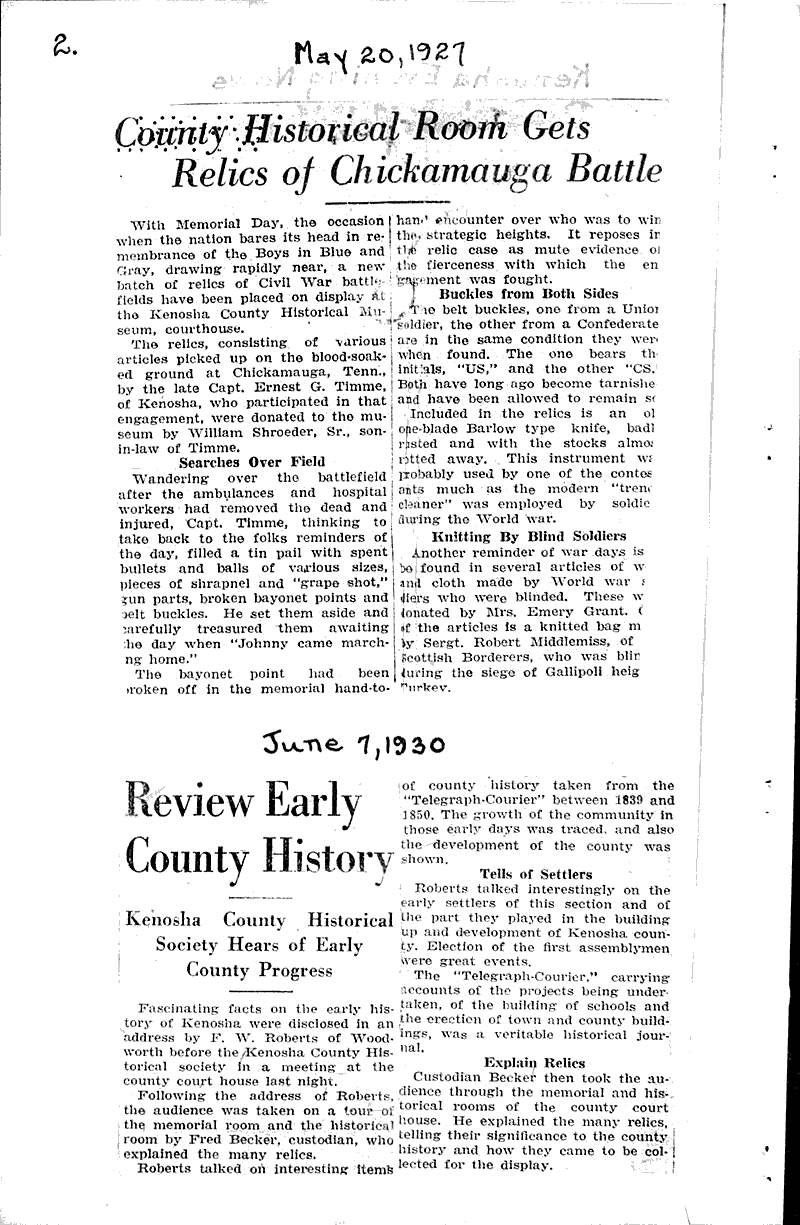 2.
May 20, 1927
Kenosha Evening News
County Historical Room Gets
Relics of Chickamauga Battle
With Memorial Day, the occasion
when the nation bares its head in re-
membrance of the Boys in Blue and
Gray, drawing rapidly near, a new
batch of relics of Civil War battle-
fields have been placed on display at
the Kenosha County Historical Mu-
seum, courthouse.
The relics, consisting of various
articles picked up on the blood-soak-
ed ground at Chickamauga, Tenn.,
by the late Capt. Ernest G. Timme,
of Kenosha, who participated in that
engagement, were donated to the mu-
seum by William Shroeder, Sr., son-
in-law of Timme.
Searches Over Field
Wandering over the battlefield
after the ambulances and hospital
workers had removed the dead and
injured, Capt. Timme, thinking to
take back to the folks reminders of
the day, filled a tin pail with spent
bullets and balls of various sizes,
pieces of shrapnel and "grape shot,"
gun parts, broken bayonet points and
belt buckles. He set them aside and
carefully treasured them awaiting
the day when "Johnny came march-
ng home."
The bayonet point had been
broken off in the memorial hand-to-
hand encounter over who was to win
the strategic heights. It reposes in
the relic case as mute evidence of
the fierceness with which the en
gagement was fought.
Buckles from Both Sides
The belt buckles, one from a Union
soldier, the other from a Confederate
are in the same condition they were
when found. The one bears th
initials, "US," and the other "CS.
Both have long ago become tarnishe
and have been allowed to remain so
Included in the relics is an ol
one-blade Barlow type knife, badl
rusted and with the stocks almos
rotted away. This instrument wa
probably used by one of the contes
ants much as the modern "trenc
cleaner" was employed by soldie
during the World war.
Knitting By Blind Soldiers
Another reminder of war days is
be found in several articles of w
and cloth made by World war s
diers who were blinded. These w
donated by Mrs. Emery Grant. O
of the articles is a knitted bag m
by Sergt. Robert Middlemiss, of
Scottish Borderers, who was blin
during the siege of Gallipoli heig
Turkey.
June 7, 1930
Review Early
County History
Kenosha County Historical
Society Hears of Early
County Progress
Fascinating facts on the early his-
tory of Kenosha were disclosed in an
address by F. W. Roberts of Wood-
worth before the Kenosha County His-
torical society in a meeting at the
county court house last night.
Following the address of Roberts,
the audience was taken on a tour of
the memorial room and the historical
room by Fred Becker, custodian, who
explained the many relics.
Roberts talked on interesting items
of county history taken from the
"Telegraph-Courier" between 1839 and
1850. The growth of the community in
those early days was traced, and also
the development of the county was
shown.
Tells of Settlers
Roberts talked interestingly on the
early settlers of this section and of
the part they played in the building
up and development of Kenosha coun-
ty. Election of the first assemblymen
were great events.
The "Telegraph-Courier," carrying
accounts of the projects being under-
taken, of the building of schools and
the erection of town and county build-
ings, was a veritable historical jour-
nal.
Explain Relics
Custodian Becker then took the au-
dience through the memorial and his-
torical rooms of the county court
house. He explained the many relics,
telling their significance to the county
history and how they came to be col-
lected for the display.